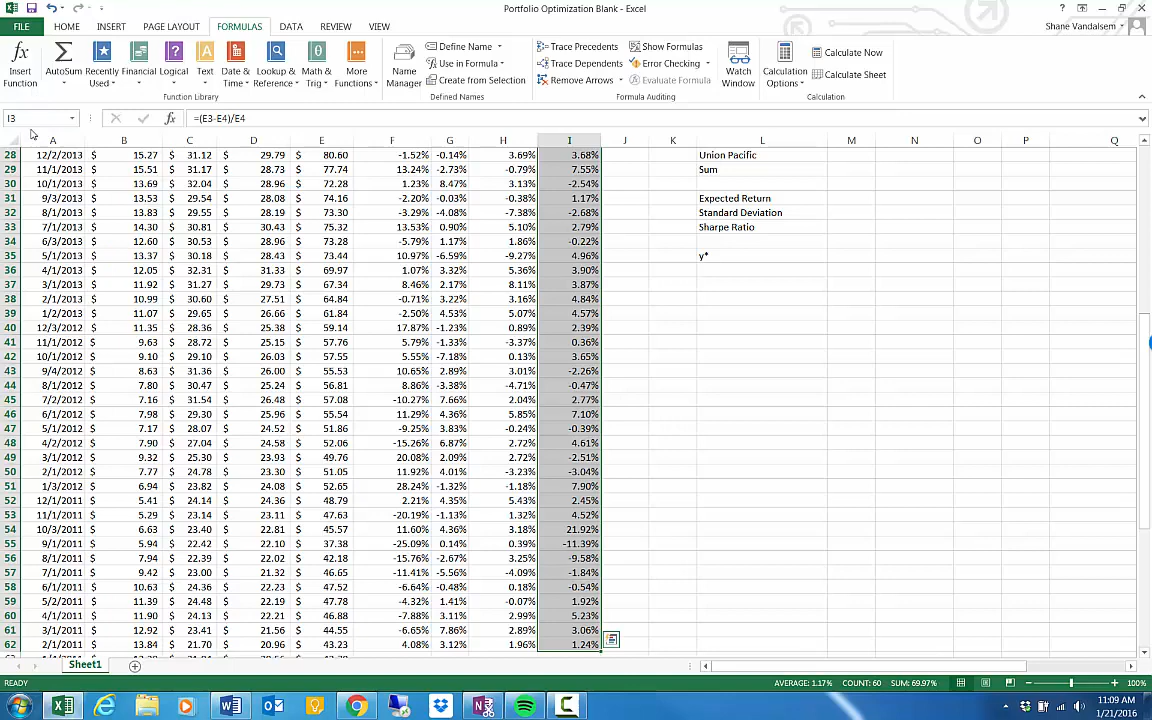 Portfolio Optimization Blank - Excel
FILE HOME INSERT PAGE LAYOUT FORMULAS DATA REVIEW VIEW Shane Vandalsem
Insert Function
AutoSum
Recently Used
Financial
Logical
Text
Date & Time
Lookup & Reference
Math & Trig
More Functions
Function Library
Name Manager
Define Name
Use in Formula
Create from Selection
Defined Names
Trace Precedents
Trace Dependents
Remove Arrows
Show Formulas
Error Checking
Evaluate Formula
Formula Auditing
Watch Window
Calculation Options
Calculate Now
Calculate Sheet
Calculation
I3 fx =(E3-E4)/E4
A B C D E F G H I J K L M N O P Q
28 12/2/2013 $ 15.27 $ 31.12 $ 29.79 $ 80.60 -1.52% -0.14% 3.69% 3.68% Union Pacific
29 11/1/2013 $ 15.51 $ 31.17 $ 28.73 $ 77.74 13.24% -2.73% -0.79% 7.55% Sum
30 10/1/2013 $ 13.69 $ 32.04 $ 28.96 $ 72.28 1.23% 8.47% 3.13% -2.54%
31 9/3/2013 $ 13.53 $ 29.54 $ 28.08 $ 74.16 -2.20% -0.03% -0.38% 1.17% Expected Return
32 8/1/2013 $ 13.83 $ 29.55 $ 28.19 $ 73.30 -3.29% -4.08% -7.38% -2.68% Standard Deviation
33 7/1/2013 $ 14.30 $ 30.81 $ 30.43 $ 75.32 13.53% 0.90% 5.10% 2.79% Sharpe Ratio
34 6/3/2013 $ 12.60 $ 30.53 $ 28.96 $ 73.28 -5.79% 1.17% 1.86% -0.22%
35 5/1/2013 $ 13.37 $ 30.18 $ 28.43 $ 73.44 10.97% -6.59% -9.27% 4.96% y*
36 4/1/2013 $ 12.05 $ 32.31 $ 31.33 $ 69.97 1.07% 3.32% 5.36% 3.90%
37 3/1/2013 $ 11.92 $ 31.27 $ 29.73 $ 67.34 8.46% 2.17% 8.11% 3.87%
38 2/1/2013 $ 10.99 $ 30.60 $ 27.51 $ 64.84 -0.71% 3.22% 3.16% 4.84%
39 1/2/2013 $ 11.07 $ 29.65 $ 26.66 $ 61.84 -2.50% 4.53% 5.07% 4.57%
40 12/3/2012 $ 11.35 $ 28.36 $ 25.38 $ 59.14 17.87% -1.23% 0.89% 2.39%
41 11/1/2012 $ 9.63 $ 28.72 $ 25.15 $ 57.76 5.79% -1.33% -3.37% 0.36%
42 10/1/2012 $ 9.10 $ 29.10 $ 26.03 $ 57.55 5.55% -7.18% 0.13% 3.65%
43 9/4/2012 $ 8.63 $ 31.36 $ 26.00 $ 55.53 10.65% 2.89% 3.01% -2.26%
44 8/1/2012 $ 7.80 $ 30.47 $ 25.24 $ 56.81 8.86% -3.38% -4.71% -0.47%
45 7/2/2012 $ 7.16 $ 31.54 $ 26.48 $ 57.08 -10.27% 7.66% 2.04% 2.77%
46 6/1/2012 $ 7.98 $ 29.30 $ 25.96 $ 55.54 11.29% 4.36% 5.85% 7.10%
47 5/1/2012 $ 7.17 $ 28.07 $ 24.52 $ 51.86 -9.25% 3.83% -0.24% -0.39%
48 4/2/2012 $ 7.90 $ 27.04 $ 24.58 $ 52.06 -15.26% 6.87% 2.72% 4.61%
49 3/1/2012 $ 9.32 $ 25.30 $ 23.93 $ 49.76 20.08% 2.09% 2.72% -2.51%
50 2/1/2012 $ 7.77 $ 24.78 $ 23.30 $ 51.05 11.92% 4.01% -3.23% -3.04%
51 1/3/2012 $ 6.94 $ 23.82 $ 24.08 $ 52.65 28.24% -1.32% -1.18% 7.90%
52 12/1/2011 $ 5.41 $ 24.14 $ 24.36 $ 48.79 2.21% 4.35% 5.43% 2.45%
53 11/1/2011 $ 5.29 $ 23.14 $ 23.11 $ 47.63 -20.19% -1.13% 1.32% 4.52%
54 10/3/2011 $ 6.63 $ 23.40 $ 22.81 $ 45.57 11.60% 4.36% 3.18% 21.92%
55 9/1/2011 $ 5.94 $ 22.42 $ 22.10 $ 37.38 -25.09% 0.14% 0.39% -11.39%
56 8/1/2011 $ 7.94 $ 22.39 $ 22.02 $ 42.18 -15.76% -2.67% 3.25% -9.58%
57 7/1/2011 $ 9.42 $ 23.00 $ 21.32 $ 46.65 -11.41% -5.56% -4.09% -1.84%
58 6/1/2011 $ 10.63 $ 24.36 $ 22.23 $ 47.52 -6.64% -0.48% 0.18% -0.54%
59 5/2/2011 $ 11.39 $ 24.48 $ 22.19 $ 47.78 -4.32% 1.41% -0.07% 1.92%
60 4/1/2011 $ 11.90 $ 24.13 $ 22.21 $ 46.88 -7.88% 3.11% 2.99% 5.23%
61 3/1/2011 $ 12.92 $ 23.41 $ 21.56 $ 44.55 -6.65% 7.86% 2.89% 3.06%
62 2/1/2011 $ 13.84 $ 21.70 $ 20.96 $ 43.23 4.08% 3.12% 1.96% 1.24%
Sheet1
READY AVERAGE: 1.17% COUNT: 60 SUM: 69.97% 100%
11:09 AM
1/21/2016